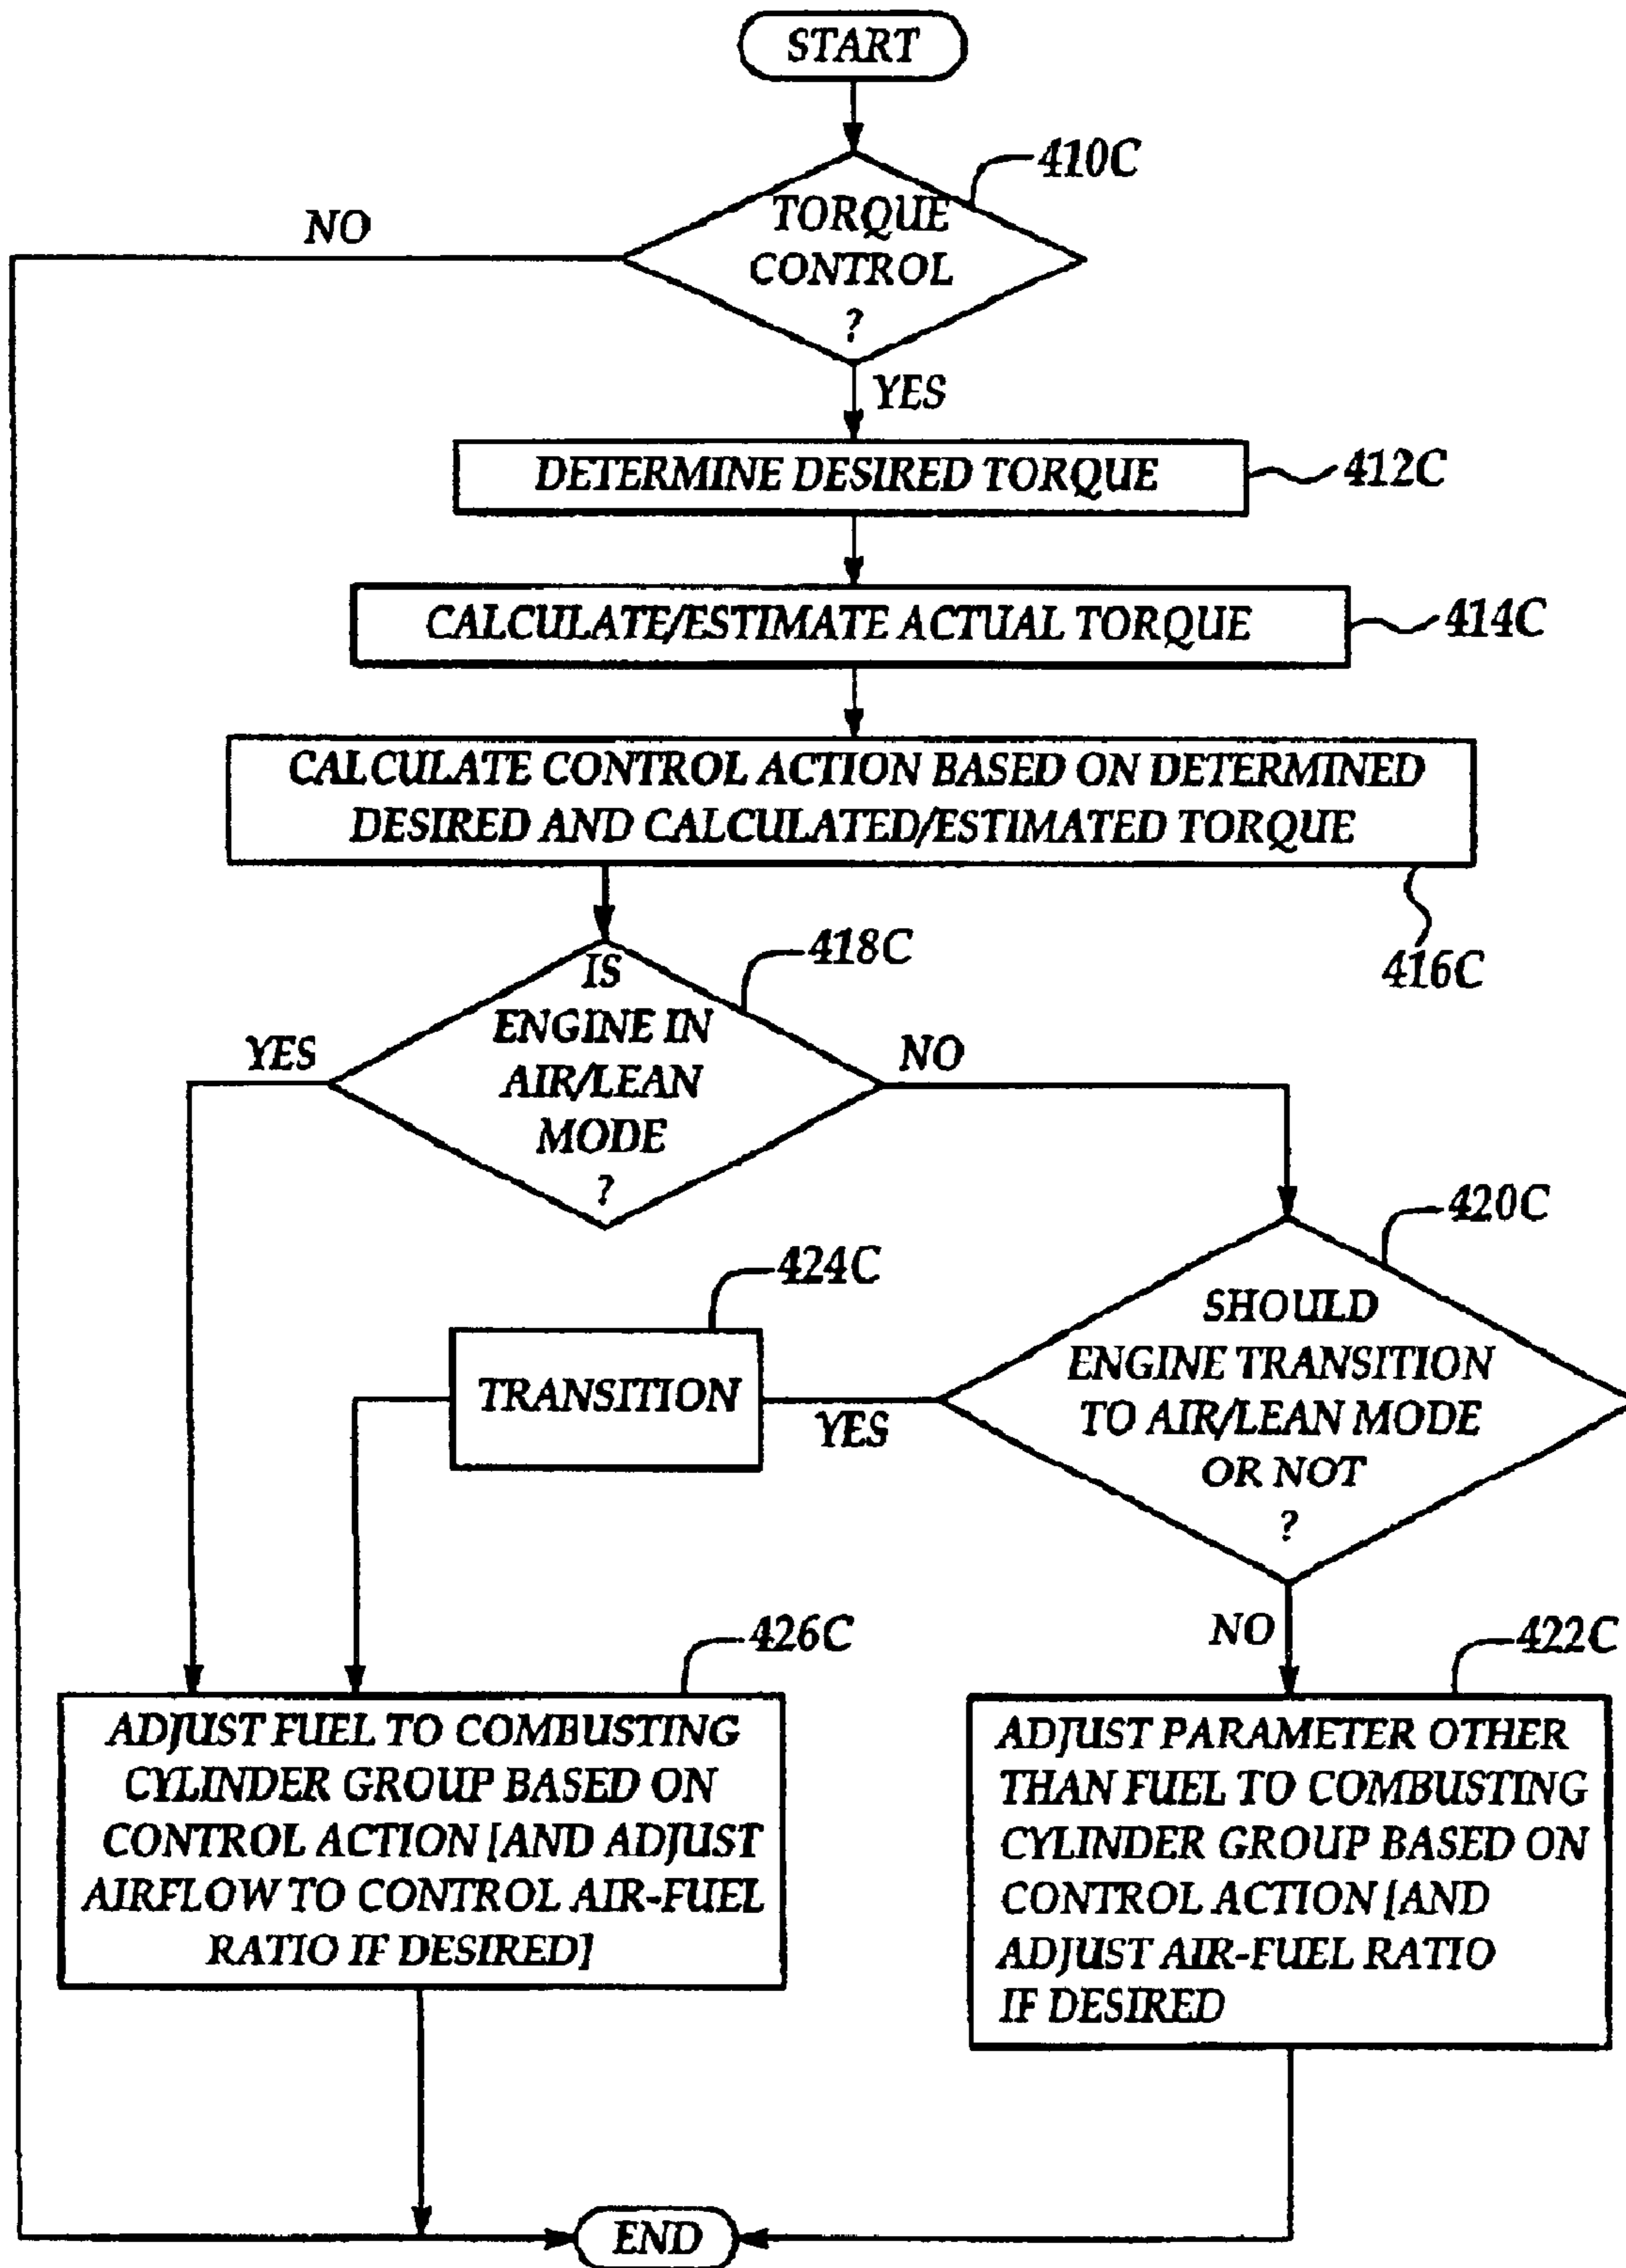 START
410C
TORQUE
CONTROL
?
NO
YES
DETERMINE DESIRED TORQUE
412C
CALCULATE/ESTIMATE ACTUAL TORQUE
414C
CALCULATE CONTROL ACTION BASED ON DETERMINED
DESIRED AND CALCULATED/ESTIMATED TORQUE
416C
418C
IS
ENGINE IN
AIR/LEAN
MODE
?
YES
NO
420C
SHOULD
ENGINE TRANSITION
TO AIR/LEAN MODE
OR NOT
?
424C
TRANSITION
YES
NO
426C
ADJUST FUEL TO COMBUSTING
CYLINDER GROUP BASED ON
CONTROL ACTION [AND ADJUST
AIRFLOW TO CONTROL AIR-FUEL
RATIO IF DESIRED]
422C
ADJUST PARAMETER OTHER
THAN FUEL TO COMBUSTING
CYLINDER GROUP BASED ON
CONTROL ACTION [AND
ADJUST AIR-FUEL RATIO
IF DESIRED
END